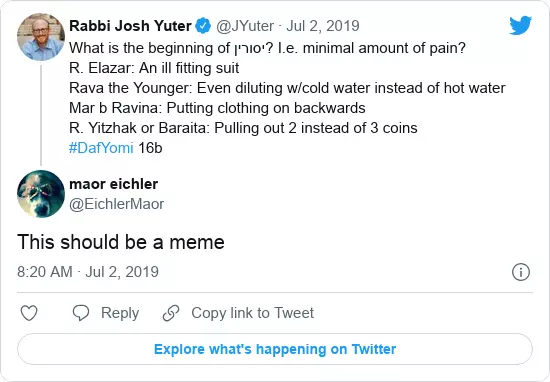 Rabbi Josh Yuter @JYuter · Jul 2, 2019
What is the beginning of יסורין? I.e. minimal amount of pain?
R. Elazar: An ill fitting suit
Rava the Younger: Even diluting w/cold water instead of hot water
Mar b Ravina: Putting clothing on backwards
R. Yitzhak or Baraita: Pulling out 2 instead of 3 coins
#DafYomi 16b
maor eichler
@EichlerMaor
This should be a meme
8:20 AM · Jul 2, 2019
Reply Copy link to Tweet
Explore what's happening on Twitter